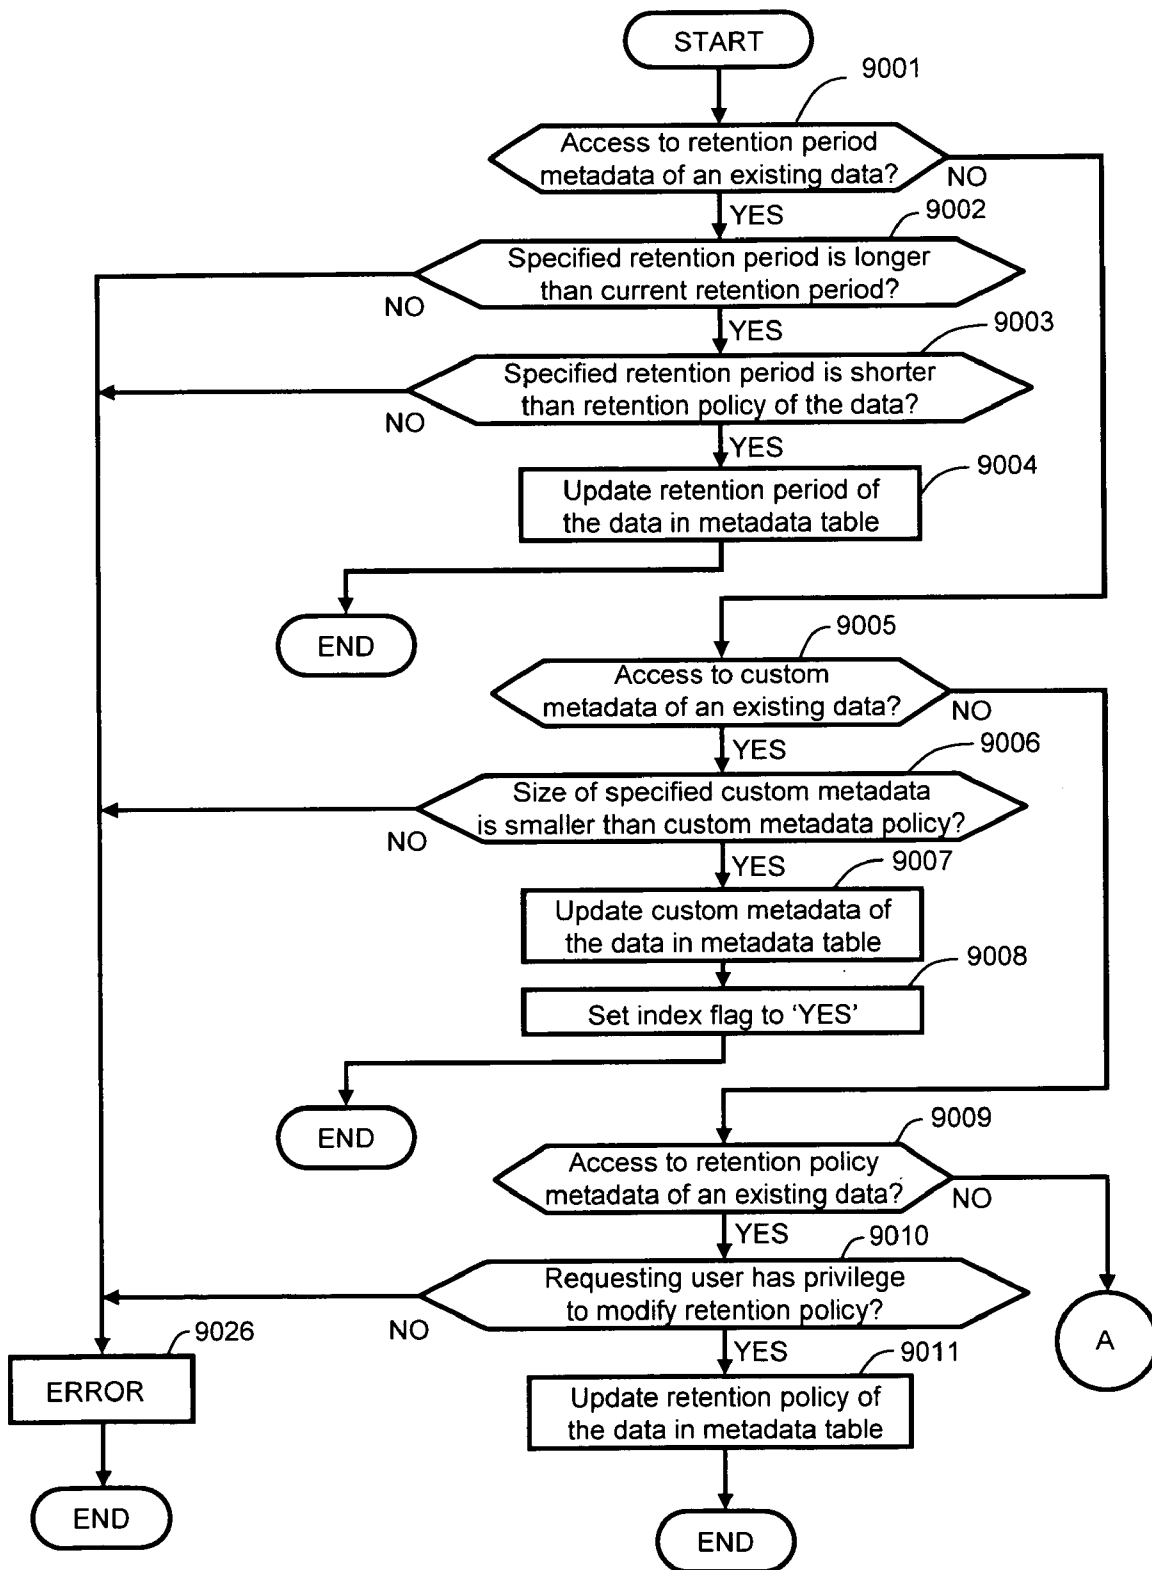 START
9001
Access to retention period
metadata of an existing data?
NO
YES
9002
Specified retention period is longer
than current retention period?
NO
YES
9003
Specified retention period is shorter
than retention policy of the data?
NO
YES
9004
Update retention period of
the data in metadata table
END
9005
Access to custom
metadata of an existing data?
NO
YES
9006
Size of specified custom metadata
is smaller than custom metadata policy?
NO
YES
9007
Update custom metadata of
the data in metadata table
9008
Set index flag to ‘YES’
END
9009
Access to retention policy
metadata of an existing data?
NO
YES
9010
Requesting user has privilege
to modify retention policy?
NO
YES
A
9026
ERROR
9011
Update retention policy of
the data in metadata table
END
END